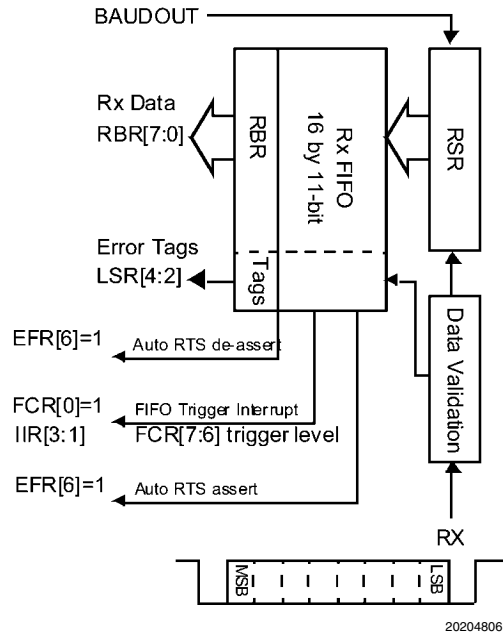 BAUDOUT
Rx Data
RBR[7:0]
RBR
Rx FIFO
16 by 11-bit
RSR
Error Tags
LSR[4:2]
Tags
Data Validation
EFR[6]=1
Auto RTS de-assert
FCR[0]=1
FIFO Trigger Interrupt
IIR[3:1]
FCR[7:6] trigger level
EFR[6]=1
Auto RTS assert
RX
MSB
LSB
20204806